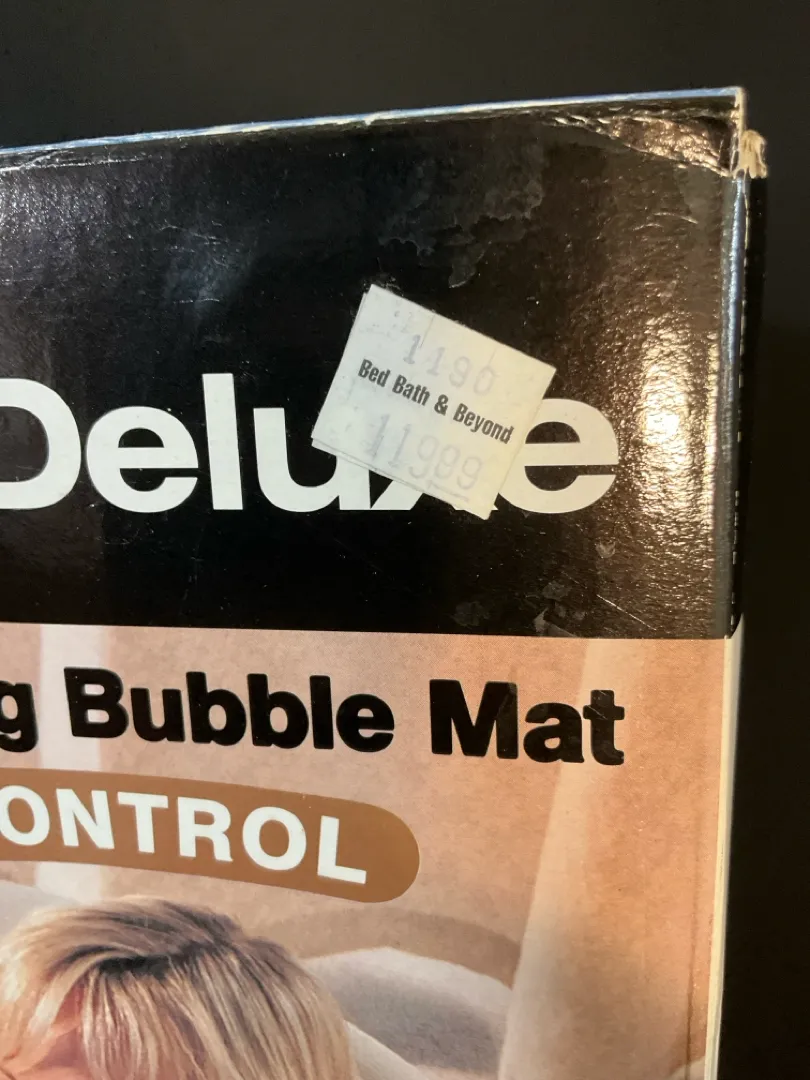 Deluxe
1190
Bed Bath & Beyond
11999
g Bubble Mat
ONTROL